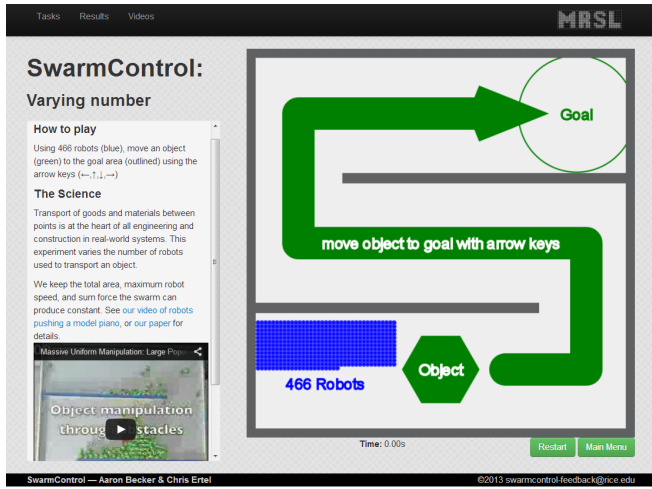 Tasks Results Videos
MRSL
SwarmControl:
Varying number
How to play
Using 466 robots (blue), move an object
(green) to the goal area (outlined) using the
arrow keys (←,↑,↓,→)
The Science
Transport of goods and materials between
points is at the heart of all engineering and
construction in real-world systems. This
experiment varies the number of robots
used to transport an object.
We keep the total area, maximum robot
speed, and sum force the swarm can
produce constant. See our video of robots
pushing a model piano, or our paper for
details.
Massive Uniform Manipulation: Large Popu
Object manipulation
through stacles
Goal
move object to goal with arrow keys
Object
466 Robots
Time: 0.00s
Restart Main Menu
SwarmControl — Aaron Becker & Chris Ertel
©2013 swarmcontrol-feedback@rice.edu